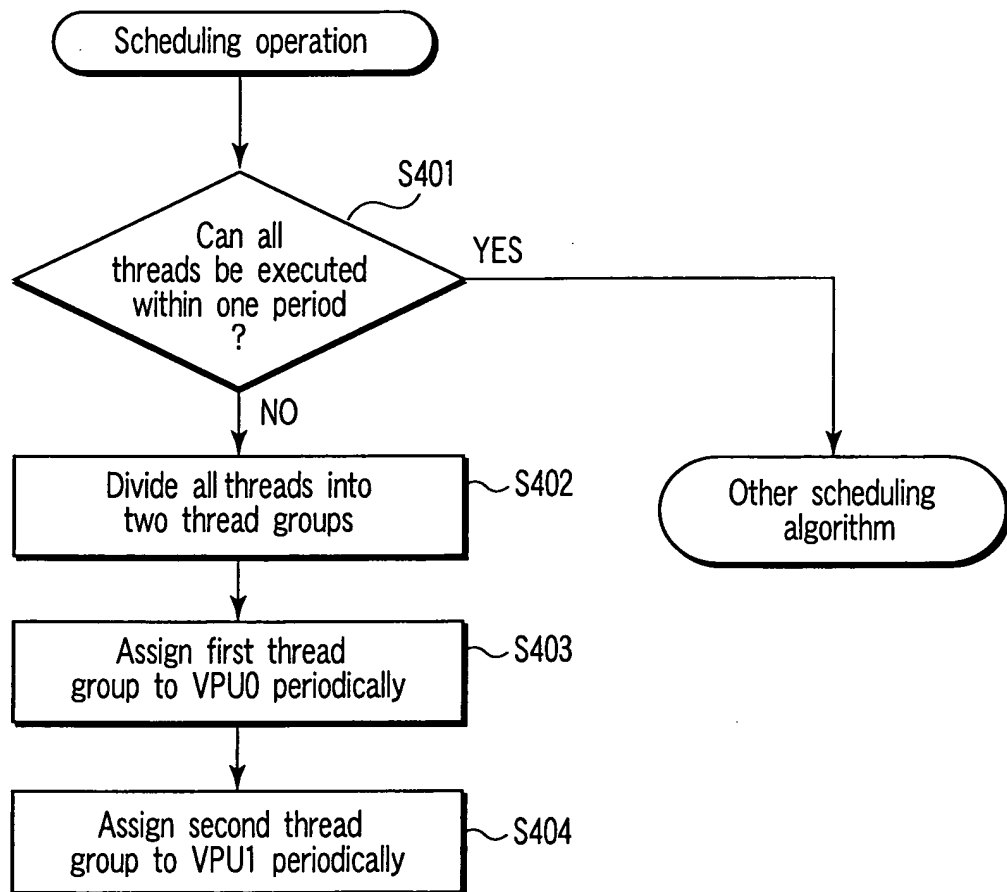 Scheduling operation
S401
Can all
threads be executed
within one period
?
YES
NO
Divide all threads into
two thread groups
S402
Other scheduling
algorithm
Assign first thread
group to VPU0 periodically
S403
Assign second thread
group to VPU1 periodically
S404